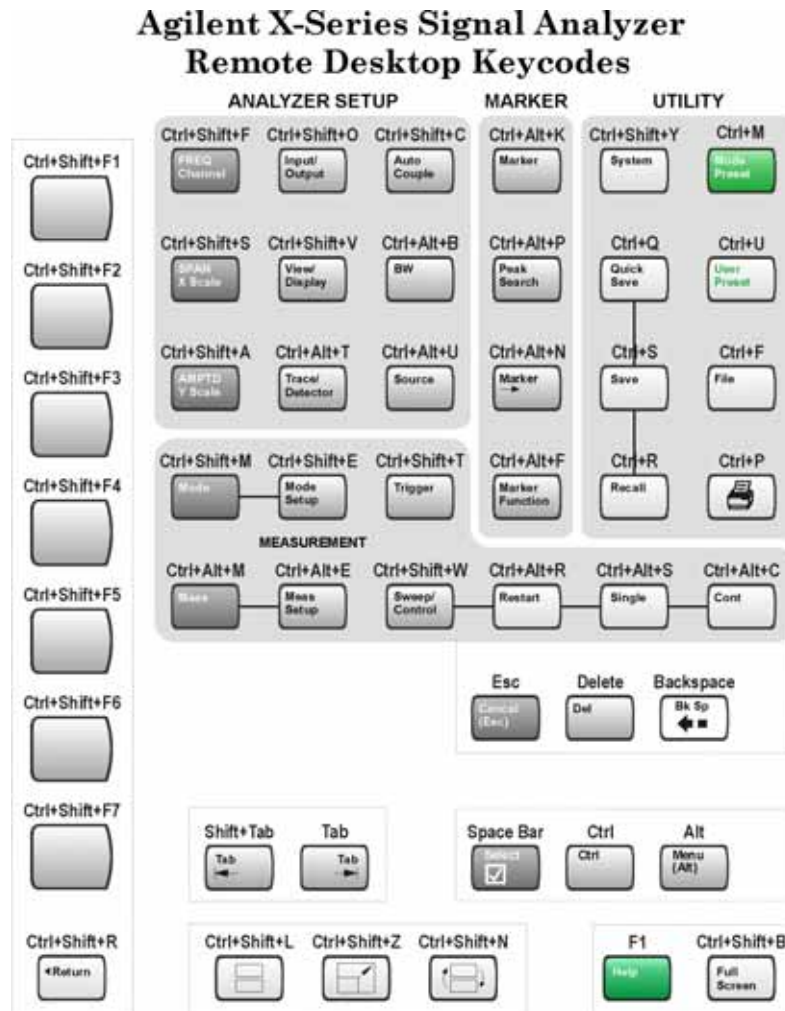 Agilent X-Series Signal Analyzer
Remote Desktop Keycodes
ANALYZER SETUP MARKER UTILITY
Ctrl+Shift+F Ctrl+Shift+O Ctrl+Shift+C Ctrl+Alt+K Ctrl+Shift+Y Ctrl+M
Ctrl+Shift+F1
FREQ Input/ Auto Marker System Mode
Channel Output Couple Preset
Ctrl+Shift+S Ctrl+Shift+V Ctrl+Alt+B Ctrl+Alt+P Ctrl+Q Ctrl+U
Ctrl+Shift+F2
SPAN View/ BW Peak Quick User
X Scale Display Search Save Preset
Ctrl+Shift+A Ctrl+Alt+T Ctrl+Alt+U Ctrl+Alt+N Ctrl+S Ctrl+F
Ctrl+Shift+F3
AMPTD Trace/ Source Marker Save File
Y Scale Detector
Ctrl+Shift+M Ctrl+Shift+E Ctrl+Shift+T Ctrl+Alt+F Ctrl+R Ctrl+P
Ctrl+Shift+F4
Mode Mode Trigger Marker Recall
Setup Function
MEASUREMENT
Ctrl+Alt+M Ctrl+Alt+E Ctrl+Shift+W Ctrl+Alt+R Ctrl+Alt+S Ctrl+Alt+C
Ctrl+Shift+F5
Meas Meas Sweep/ Restart Single Cont
Setup Control
Esc Delete Backspace
Ctrl+Shift+F6
Cancel Del Bk Sp
(Esc)
Ctrl+Shift+F7
Shift+Tab Tab Space Bar Ctrl Alt
Tab Tab Select Ctrl Menu
(Alt)
Ctrl+Shift+R Ctrl+Shift+L Ctrl+Shift+Z Ctrl+Shift+N F1 Ctrl+Shift+B
Return Help Full
Screen